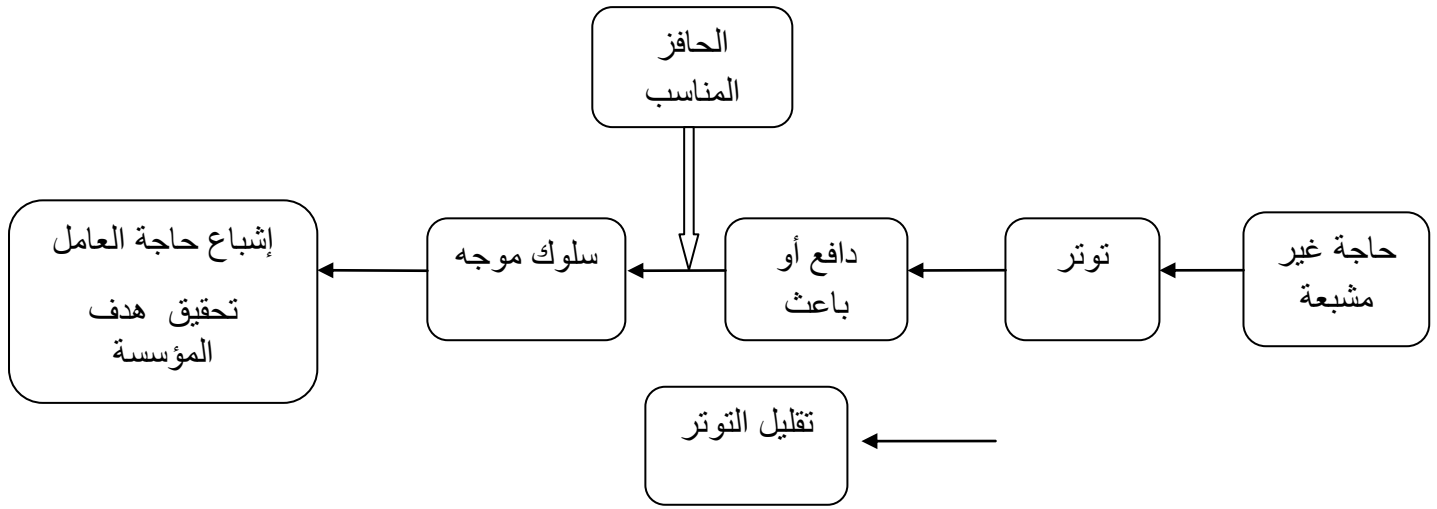 الحافز
المناسب
حاجة غير
مشبعة
توتر
دافع أو
باعث
سلوك موجه
إشباع حاجة العامل
تحقيق هدف
المؤسسة
تقليل التوتر